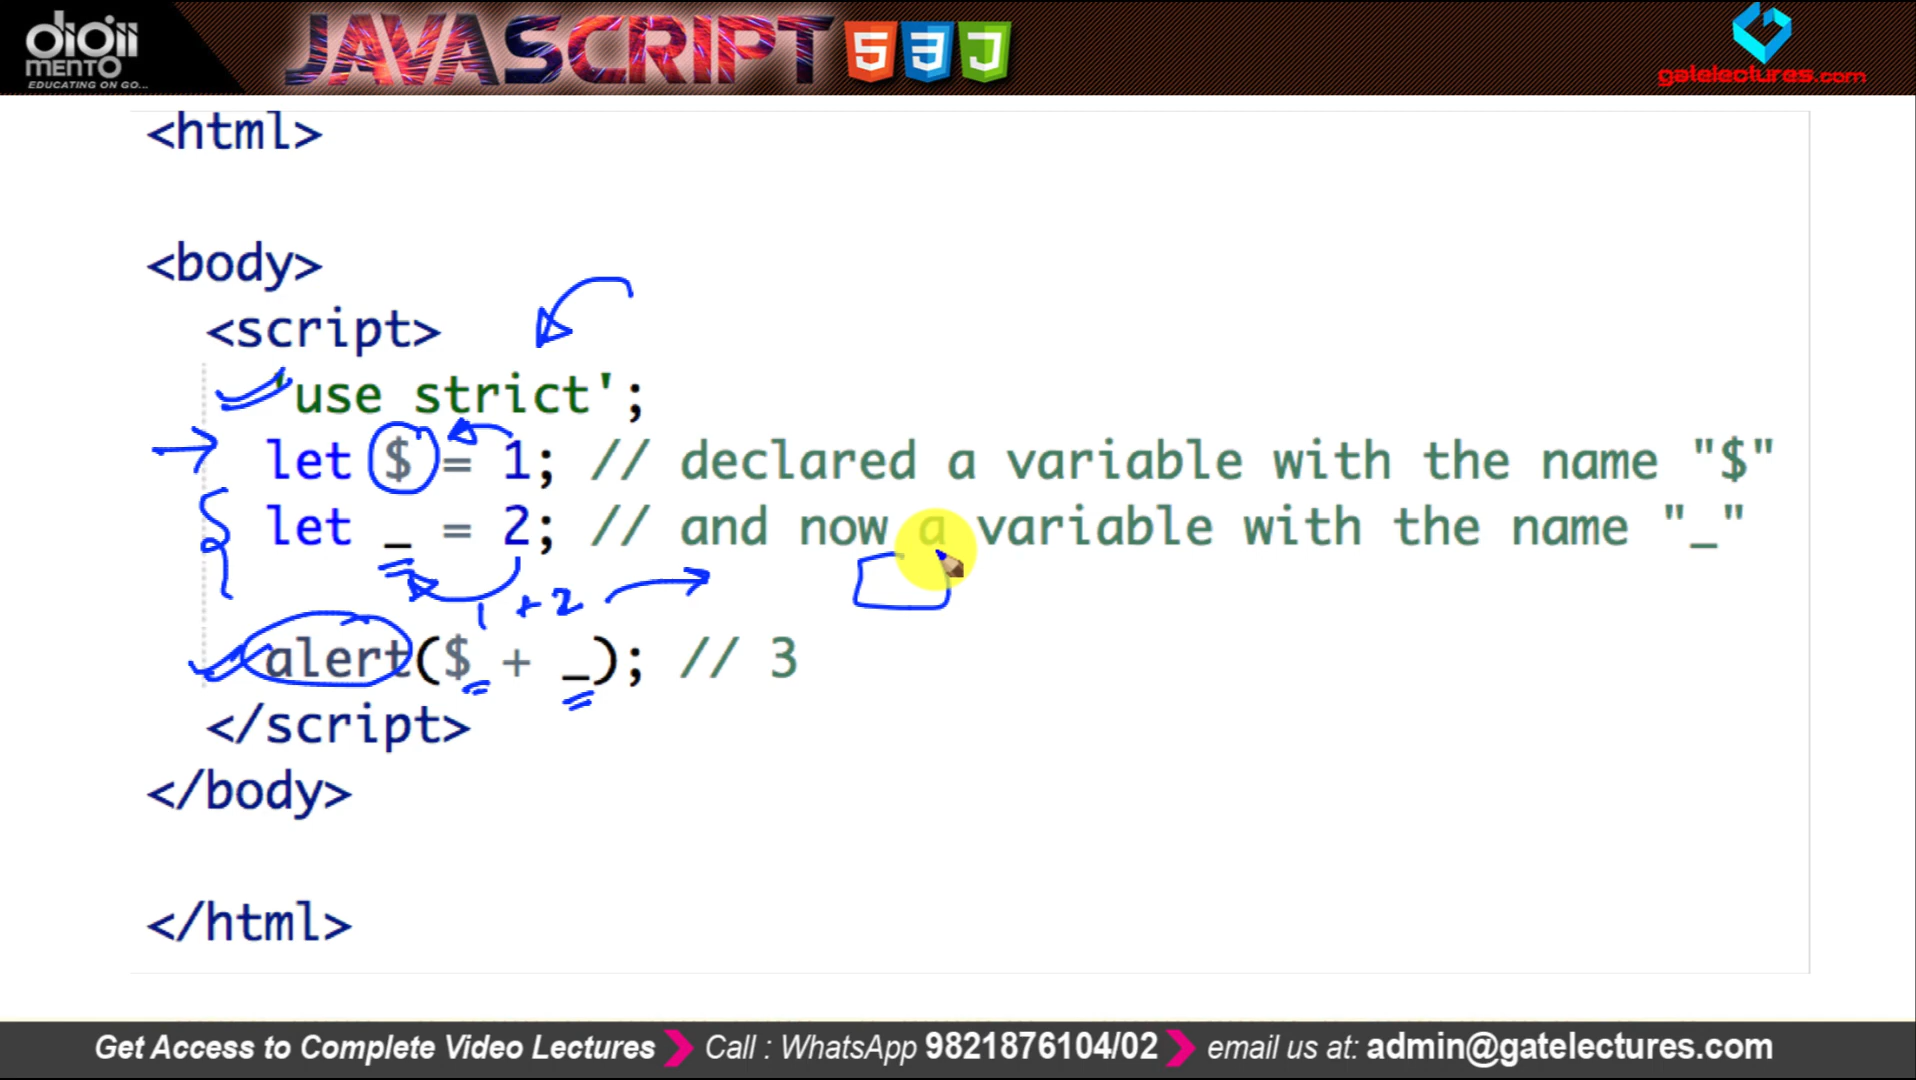 digii
MENTO
EDUCATING ON GO...
JAVASCRIPT
5 3 J
gatelectures.com
<html>
<body>
<script>
'use strict';
let $ = 1; // declared a variable with the name "$"
let _ = 2; // and now a variable with the name "_"
1 + 2
alert($ + _); // 3
</script>
</body>
</html>
Get Access to Complete Video Lectures Call : WhatsApp 9821876104/02 email us at: admin@gatelectures.com